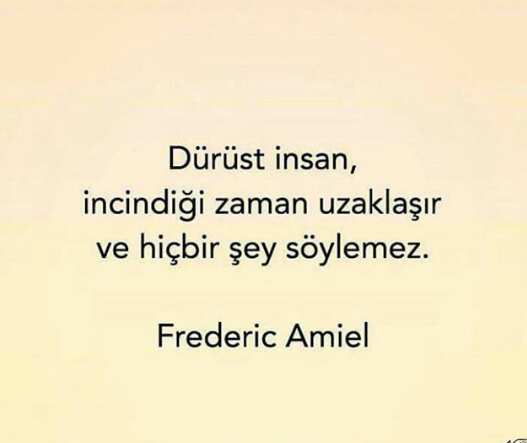 Dürüst insan,
incindiği zaman uzaklaşır
ve hiçbir şey söylemez.
Frederic Amiel